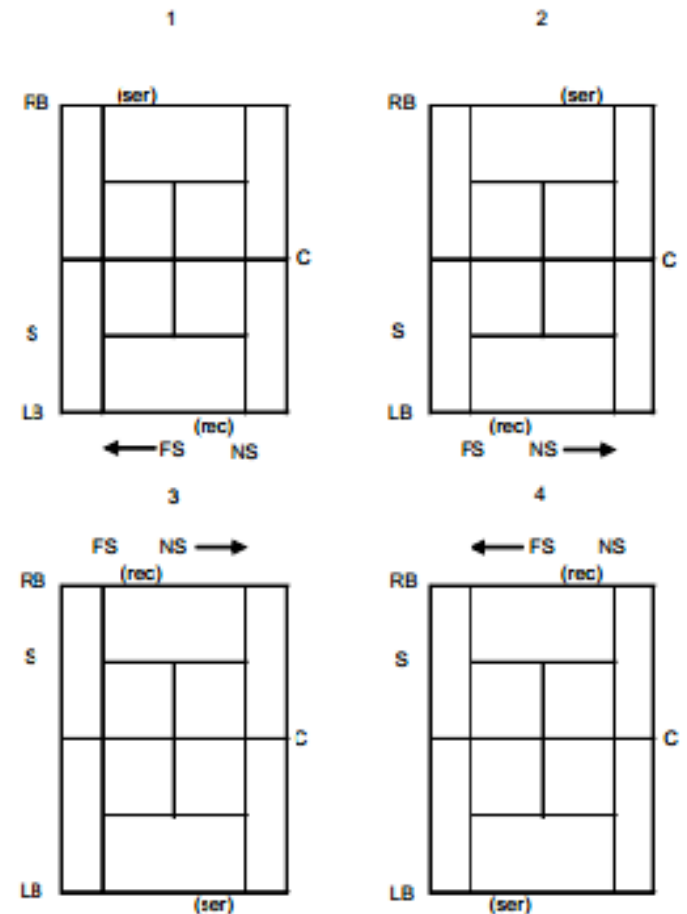 1 2
(ser) (ser)
RB RB
C C
S S
LB LB
(rec) (rec)
FS NS FS NS
3 4
FS NS FS NS
(rec) (rec)
RB RB
S S
C C
LB LB
(ser) (ser)